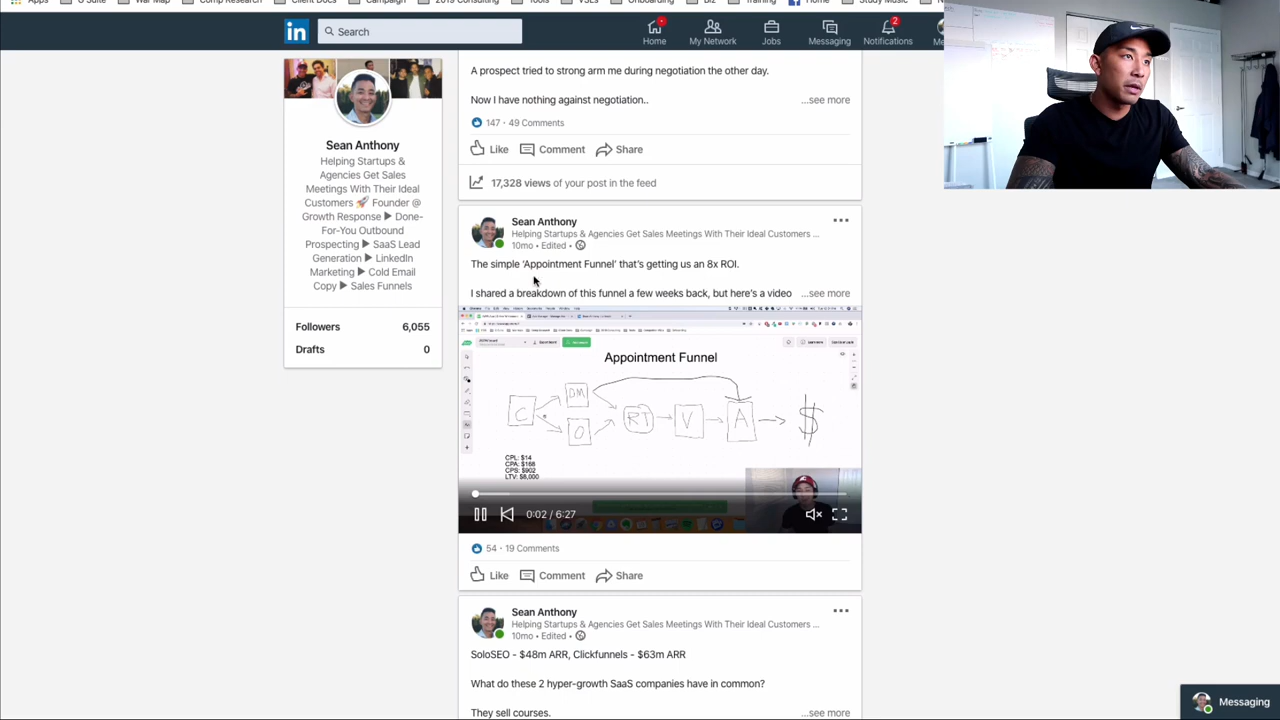 Apps
G Suite
War Map
Comp Research
Client Docs
Campaign
2019 Consulting
Tools
VSLs
Onboarding
Biz
Training
Home
Study Music
in
Search
Home
My Network
Jobs
Messaging
2
Notifications
Me
A prospect tried to strong arm me during negotiation the other day.
Now I have nothing against negotiation..
...see more
147 · 49 Comments
Like
Comment
Share
17,328 views of your post in the feed
Sean Anthony
Helping Startups &
Agencies Get Sales
Meetings With Their Ideal
Customers 🚀 Founder @
Growth Response ▶ Done-
For-You Outbound
Prospecting ▶ SaaS Lead
Generation ▶ LinkedIn
Marketing ▶ Cold Email
Copy ▶ Sales Funnels
Followers 6,055
Drafts 0
Sean Anthony
Helping Startups & Agencies Get Sales Meetings With Their Ideal Customers ...
10mo • Edited •
The simple 'Appointment Funnel' that's getting us an 8x ROI.
I shared a breakdown of this funnel a few weeks back, but here's a video ...see more
Appointment Funnel
C
DM
O
RT
V
A
$
CPL: $14
CPA: $168
CPS: $902
LTV: $8,000
0:02 / 6:27
54 · 19 Comments
Like
Comment
Share
Sean Anthony
Helping Startups & Agencies Get Sales Meetings With Their Ideal Customers ...
10mo • Edited •
SoloSEO - $48m ARR, Clickfunnels - $63m ARR
What do these 2 hyper-growth SaaS companies have in common?
They sell courses.
...see more
Messaging